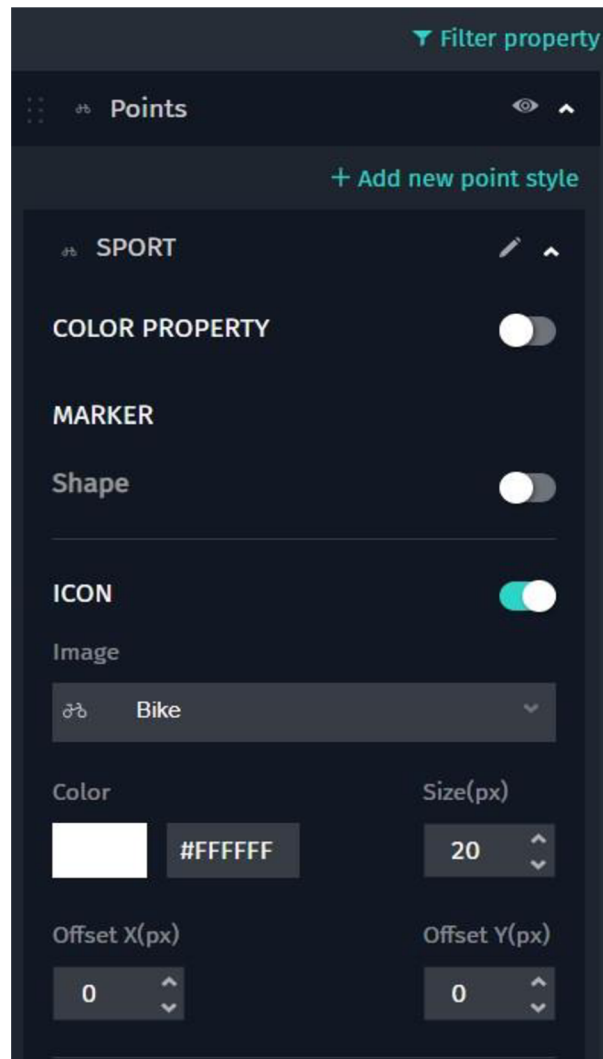 Filter property
Points
+ Add new point style
SPORT
COLOR PROPERTY
MARKER
Shape
ICON
Image
Bike
Color Size(px)
#FFFFFF 20
Offset X(px) Offset Y(px)
0 0